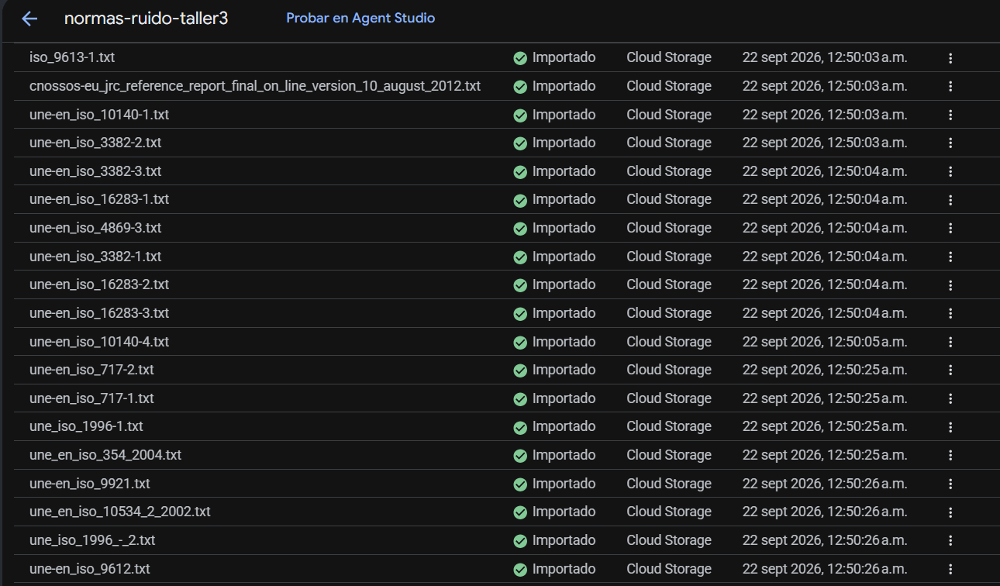 normas-ruido-taller3 Probar en Agent Studio
iso_9613-1.txt Importado Cloud Storage 22 sept 2026, 12:50:03 a.m.
cnossos-eu_jrc_reference_report_final_on_line_version_10_august_2012.txt Importado Cloud Storage 22 sept 2026, 12:50:03 a.m.
une-en_iso_10140-1.txt Importado Cloud Storage 22 sept 2026, 12:50:03 a.m.
une-en_iso_3382-2.txt Importado Cloud Storage 22 sept 2026, 12:50:03 a.m.
une-en_iso_3382-3.txt Importado Cloud Storage 22 sept 2026, 12:50:04 a.m.
une-en_iso_16283-1.txt Importado Cloud Storage 22 sept 2026, 12:50:04 a.m.
une-en_iso_4869-3.txt Importado Cloud Storage 22 sept 2026, 12:50:04 a.m.
une-en_iso_3382-1.txt Importado Cloud Storage 22 sept 2026, 12:50:04 a.m.
une-en_iso_16283-2.txt Importado Cloud Storage 22 sept 2026, 12:50:04 a.m.
une-en_iso_16283-3.txt Importado Cloud Storage 22 sept 2026, 12:50:04 a.m.
une-en_iso_10140-4.txt Importado Cloud Storage 22 sept 2026, 12:50:05 a.m.
une-en_iso_717-2.txt Importado Cloud Storage 22 sept 2026, 12:50:25 a.m.
une-en_iso_717-1.txt Importado Cloud Storage 22 sept 2026, 12:50:25 a.m.
une_iso_1996-1.txt Importado Cloud Storage 22 sept 2026, 12:50:25 a.m.
une_en_iso_354_2004.txt Importado Cloud Storage 22 sept 2026, 12:50:25 a.m.
une-en_iso_9921.txt Importado Cloud Storage 22 sept 2026, 12:50:26 a.m.
une_en_iso_10534_2_2002.txt Importado Cloud Storage 22 sept 2026, 12:50:26 a.m.
une_iso_1996_-_2.txt Importado Cloud Storage 22 sept 2026, 12:50:26 a.m.
une-en_iso_9612.txt Importado Cloud Storage 22 sept 2026, 12:50:26 a.m.